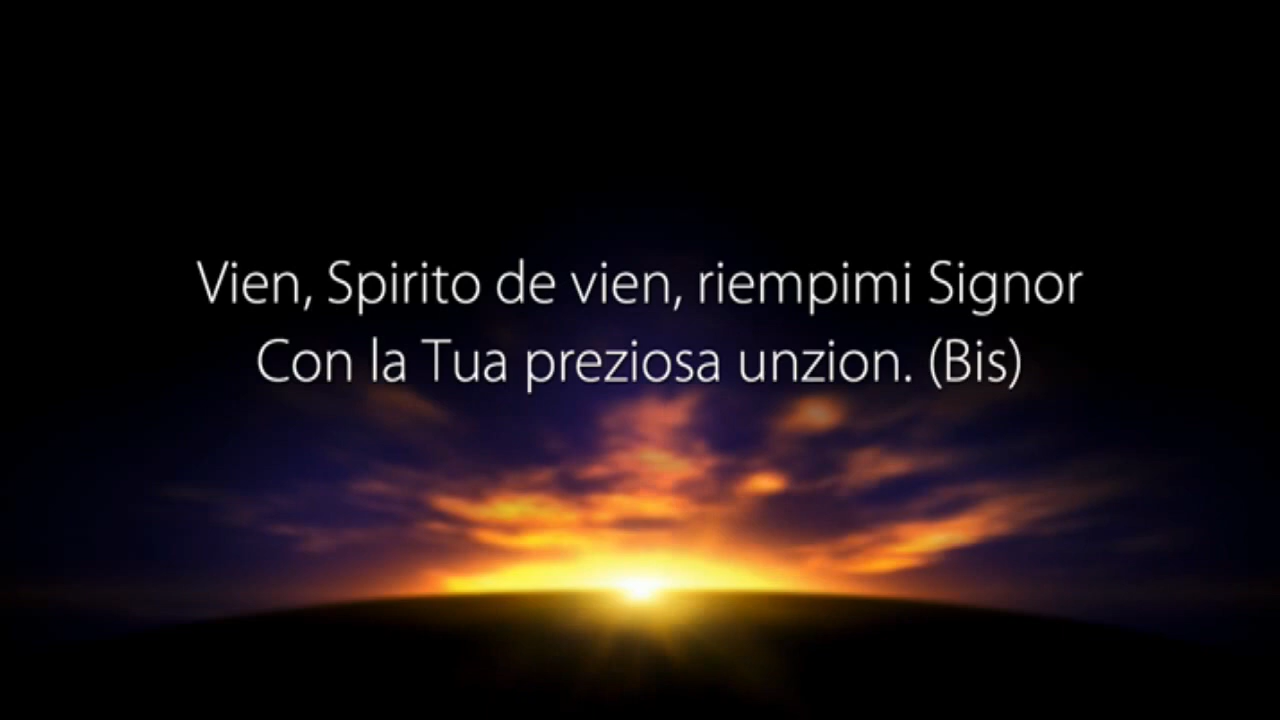 Vien, Spirito de vien, riempimi Signor
Con la Tua preziosa unzion. (Bis)